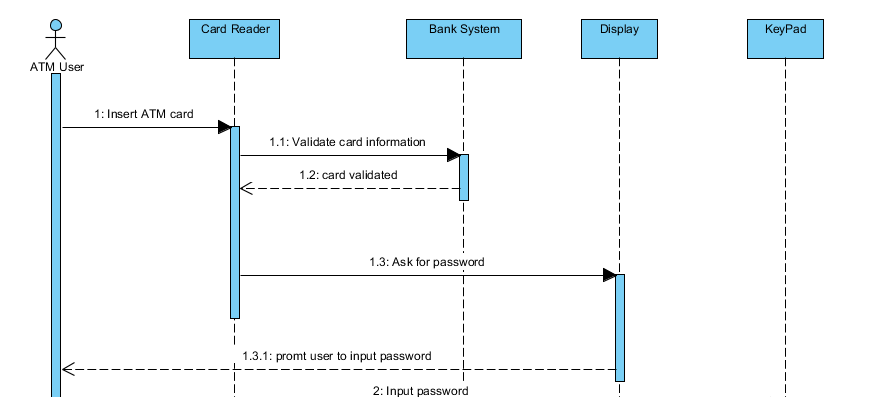 Card Reader
Bank System
Display
KeyPad
ATM User
1: Insert ATM card
1.1: Validate card information
1.2: card validated
1.3: Ask for password
1.3.1: promt user to input password
2: Input password